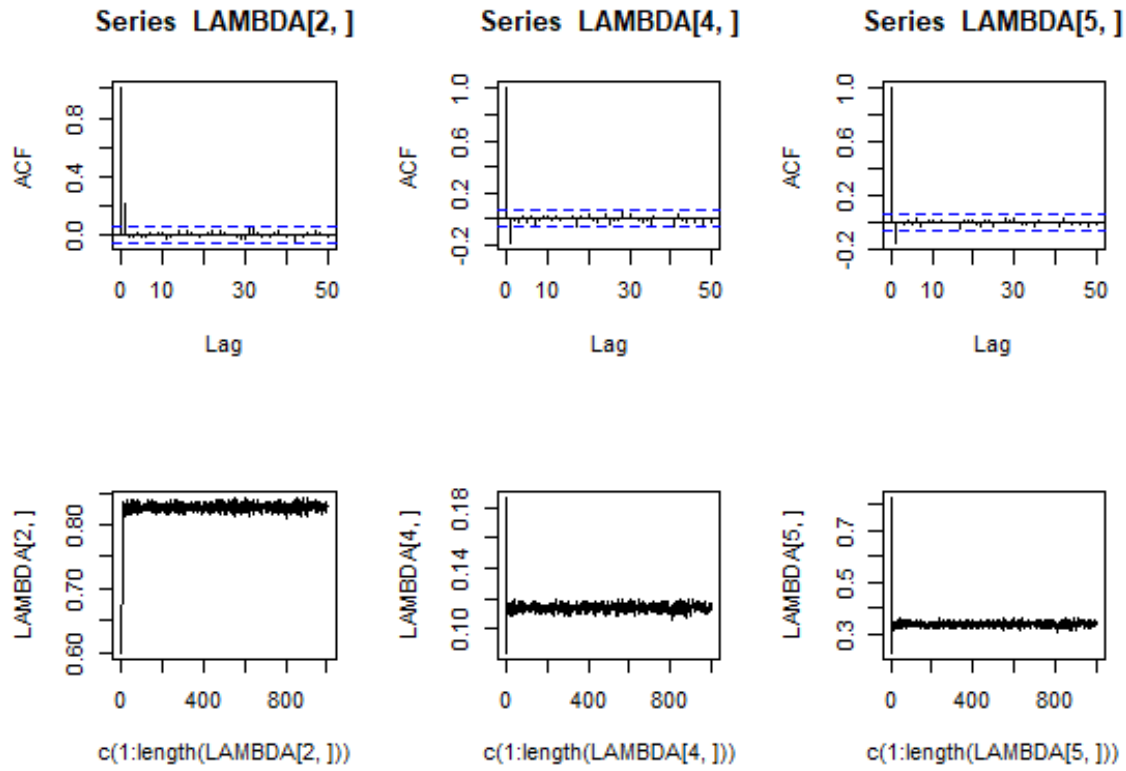 Series LAMBDA[2, ]
ACF
0.0 0.4 0.8
0 10 30 50
Lag
Series LAMBDA[4, ]
ACF
-0.2 0.2 0.6 1.0
0 10 30 50
Lag
Series LAMBDA[5, ]
ACF
-0.2 0.2 0.6 1.0
0 10 30 50
Lag
LAMBDA[2, ]
0.60 0.70 0.80
0 400 800
c(1:length(LAMBDA[2, ]))
LAMBDA[4, ]
0.10 0.14 0.18
0 400 800
c(1:length(LAMBDA[4, ]))
LAMBDA[5, ]
0.3 0.5 0.7
0 400 800
c(1:length(LAMBDA[5, ]))